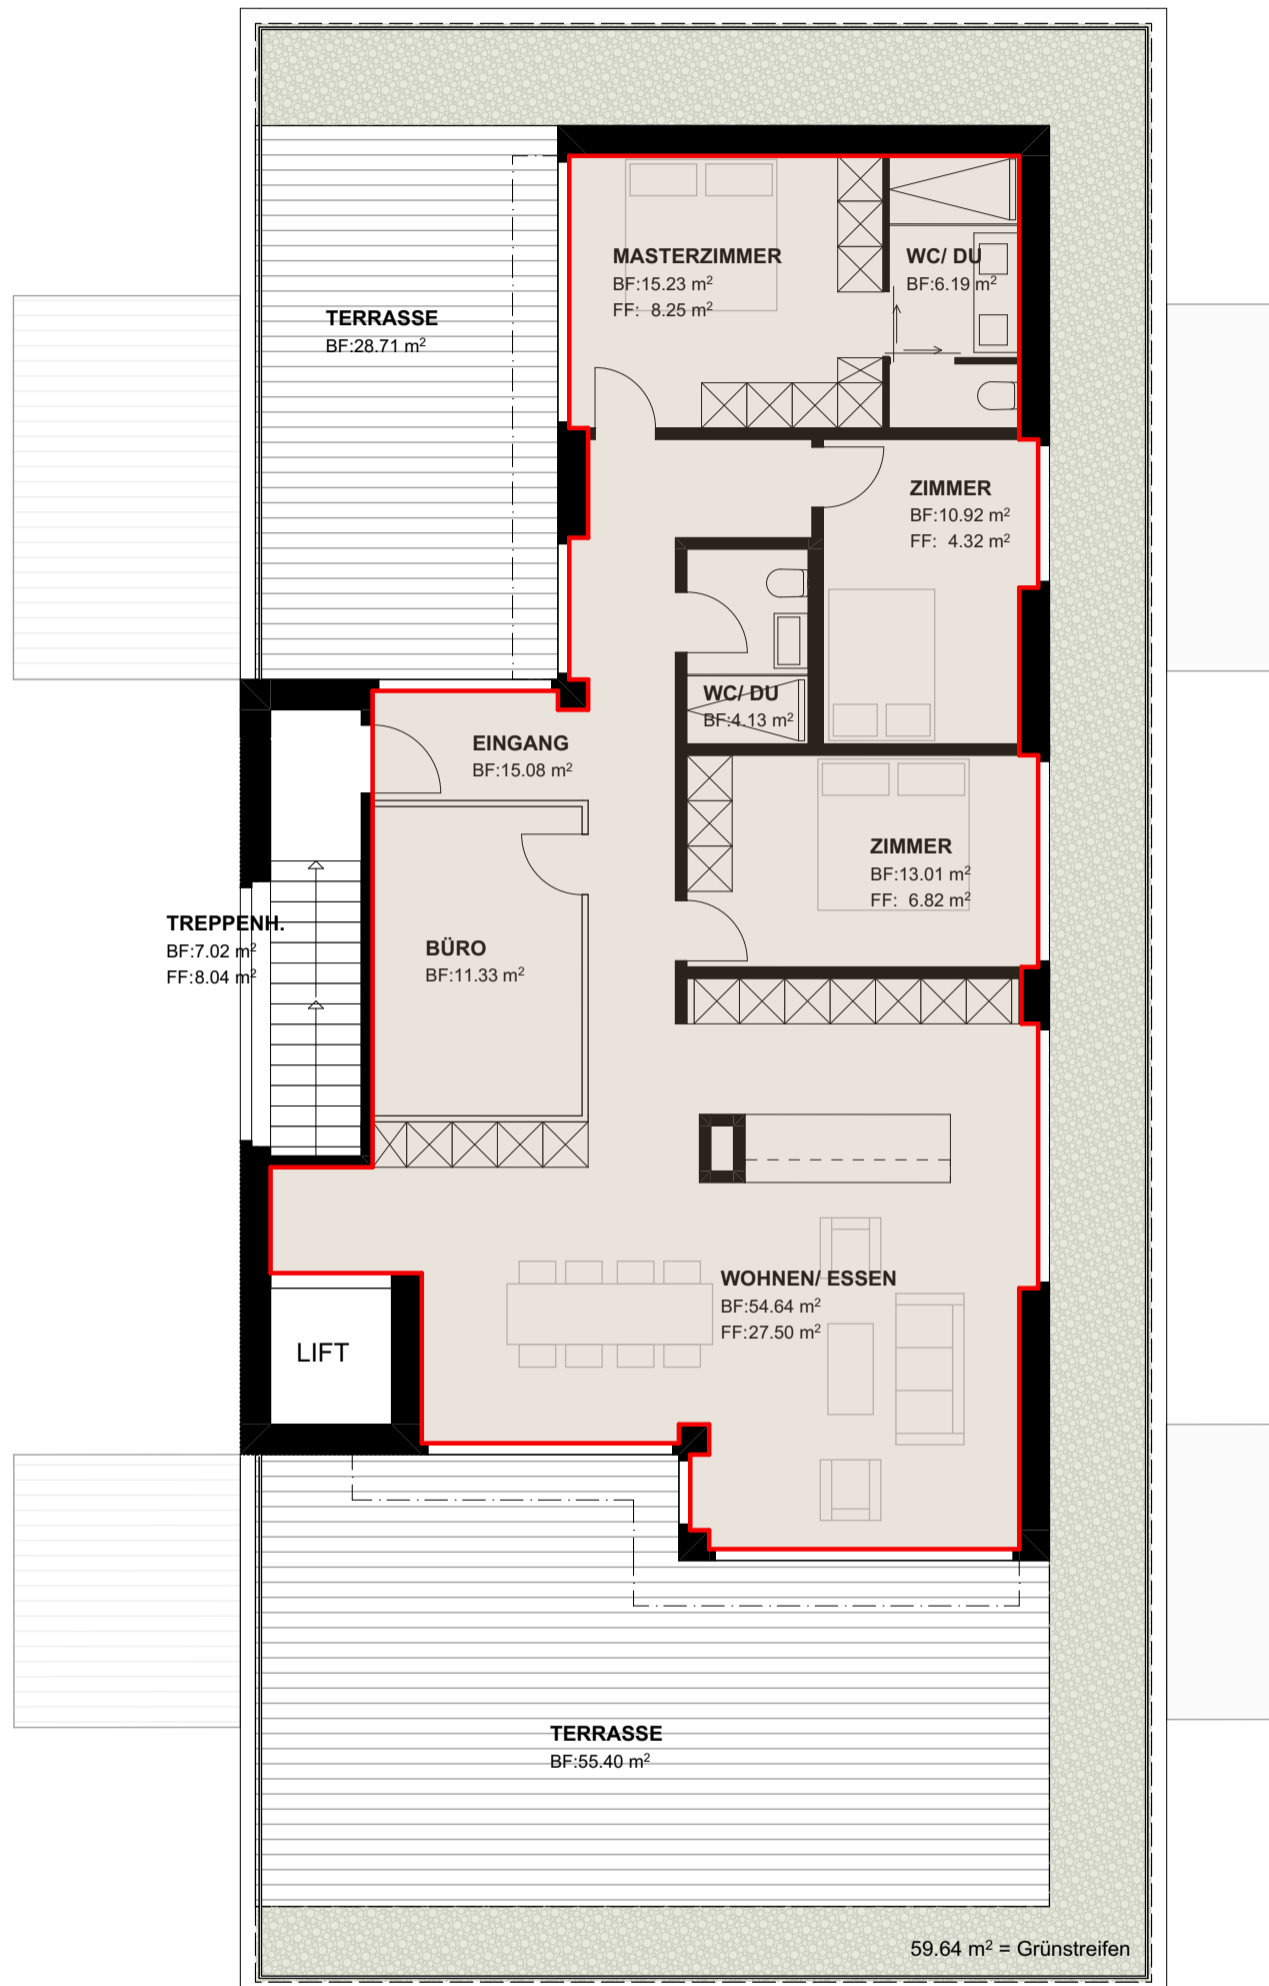 MASTERZIMMER
BF:15.23 m²
FF: 8.25 m²
WC/ DU
BF:6.19 m²
TERRASSE
BF:28.71 m²
ZIMMER
BF:10.92 m²
FF: 4.32 m²
WC/ DU
BF:4.13 m²
EINGANG
BF:15.08 m²
ZIMMER
BF:13.01 m²
FF: 6.82 m²
TREPPENH.
BF:7.02 m²
FF:8.04 m²
BÜRO
BF:11.33 m²
WOHNEN/ ESSEN
BF:54.64 m²
FF:27.50 m²
LIFT
TERRASSE
BF:55.40 m²
59.64 m² = Grünstreifen